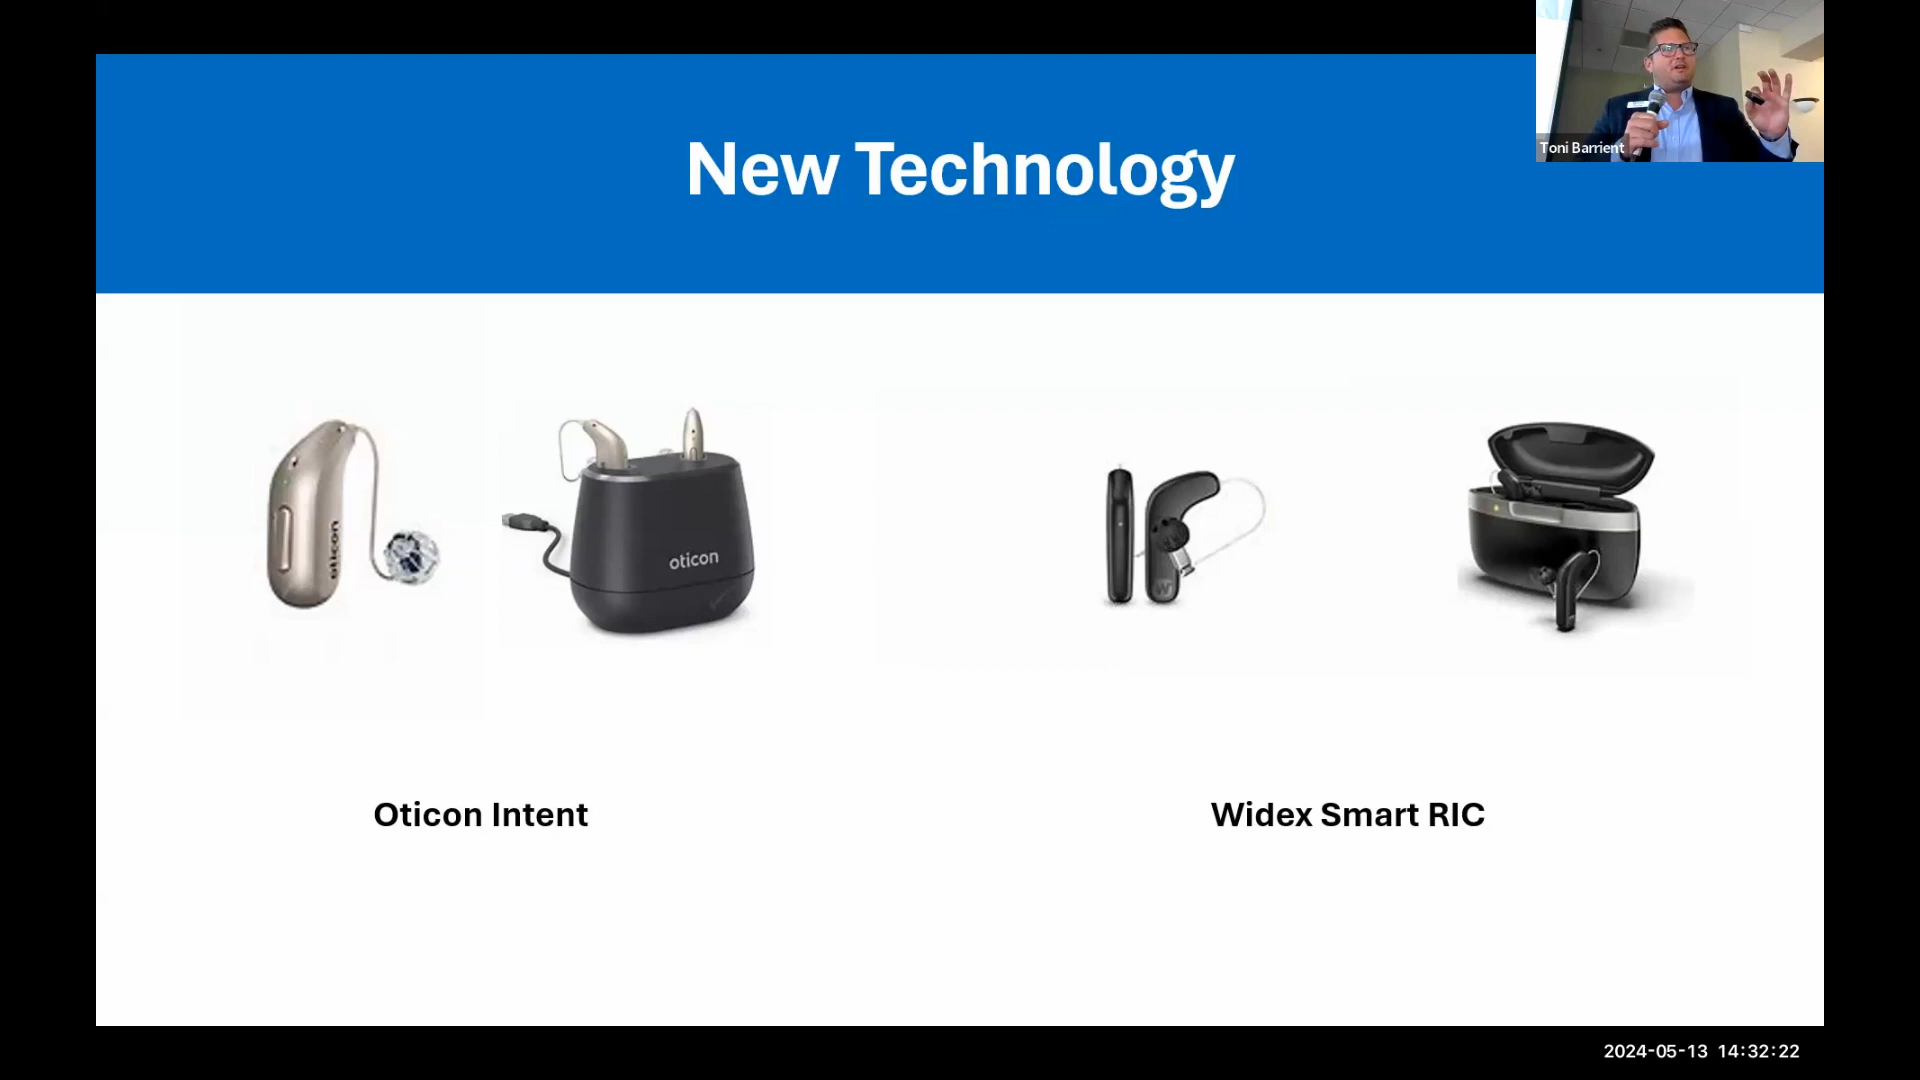 New Technology
Toni Barrient
oticon
oticon
Oticon Intent
Widex Smart RIC
2024-05-13 14:32:22